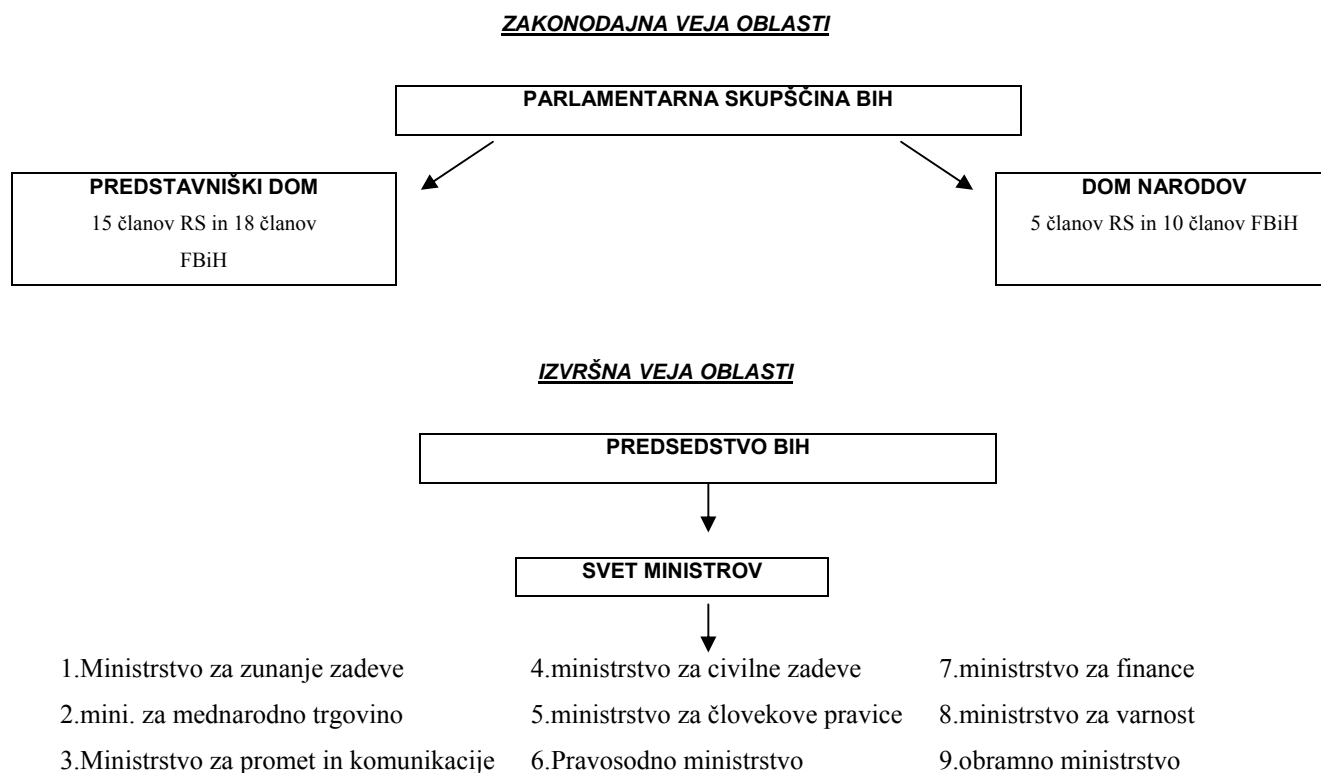 ZAKONODAJNA VEJA OBLASTI
PARLAMENTARNA SKUPŠČINA BIH
PREDSTAVNIŠKI DOM
15 članov RS in 18 članov
FBiH
DOM NARODOV
5 članov RS in 10 članov FBiH
IZVRŠNA VEJA OBLASTI
PREDSEDSTVO BIH
SVET MINISTROV
1.Ministrstvo za zunanje zadeve
2.mini. za mednarodno trgovino
3.Ministrstvo za promet in komunikacije
4.ministrstvo za civilne zadeve
5.ministrstvo za človekove pravice
6.Pravosodno ministrstvo
7.ministrstvo za finance
8.ministrstvo za varnost
9.obramno ministrstvo